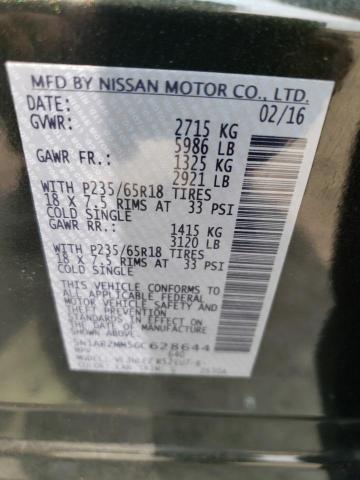 MFD BY NISSAN MOTOR CO., LTD.
DATE: 02/16
GVWR: 2715 KG
5986 LB
GAWR FR.: 1325 KG
2921 LB
WITH P235/65R18 TIRES
18 X 7.5 RIMS AT 33 PSI
COLD SINGLE
GAWR RR.: 1415 KG
3120 LB
WITH P235/65R18 TIRES
18 X 7.5 RIMS AT 33 PSI
COLD SINGLE
THIS VEHICLE CONFORMS TO
ALL APPLICABLE FEDERAL
MOTOR VEHICLE SAFETY
THEFT PREVENTION STANDARDS
IN EFFECT ON THE DATE OF
MANUFACTURE SHOWN ABOVE.
5N1AR2MM5GC628644
MPV